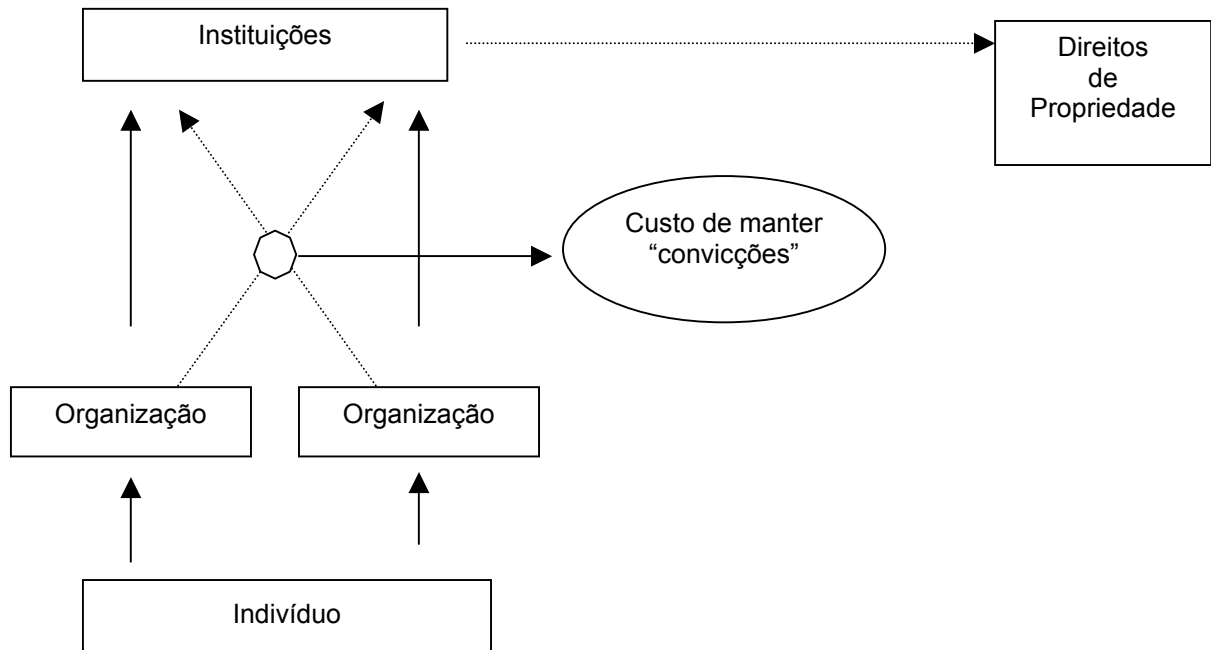 Instituições
Direitos
de
Propriedade
Custo de manter
“convicções”
Organização
Organização
Indivíduo